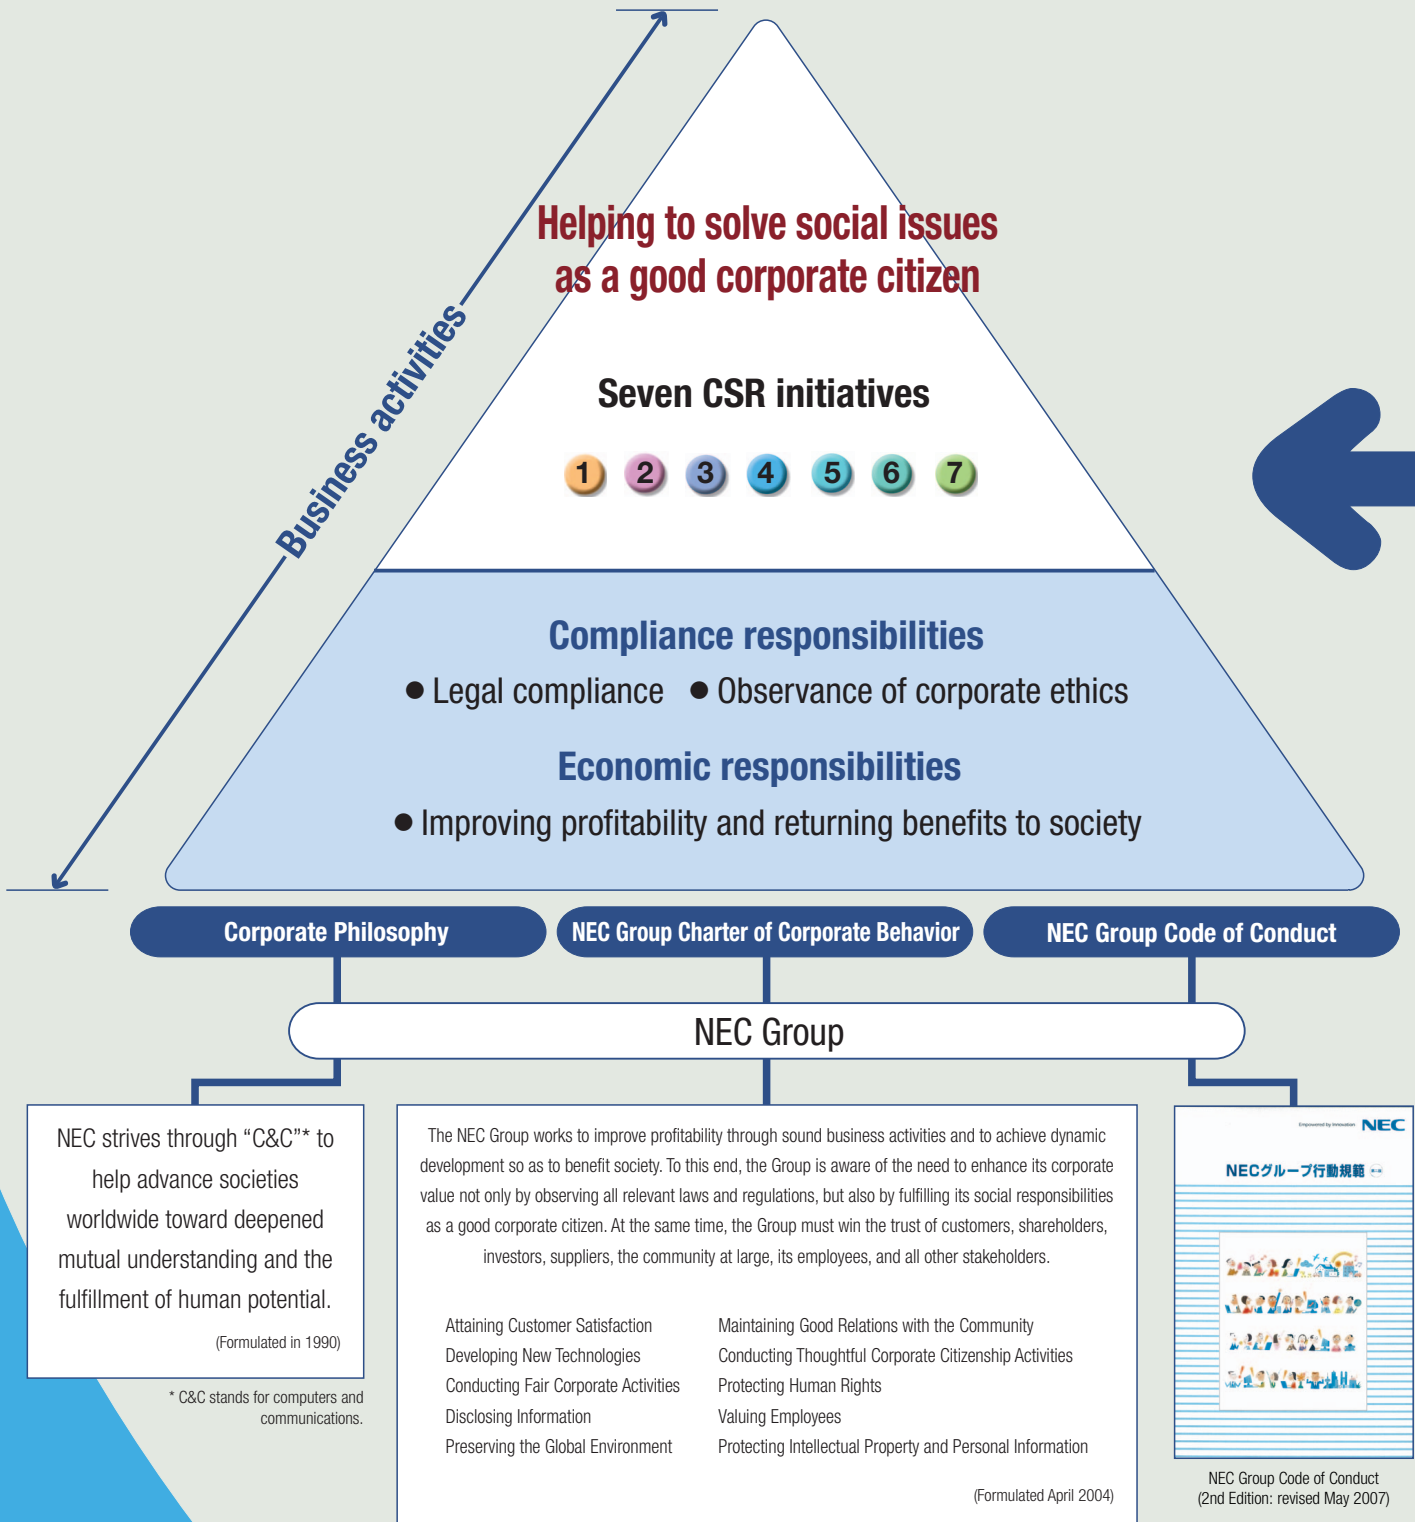 Business activities
Helping to solve social issues
as a good corporate citizen
Seven CSR initiatives
1 2 3 4 5 6 7
Compliance responsibilities
● Legal compliance ● Observance of corporate ethics
Economic responsibilities
● Improving profitability and returning benefits to society
Corporate Philosophy
NEC Group Charter of Corporate Behavior
NEC Group Code of Conduct
NEC Group
NEC strives through “C&C”* to
help advance societies
worldwide toward deepened
mutual understanding and the
fulfillment of human potential.
(Formulated in 1990)
* C&C stands for computers and
communications.
The NEC Group works to improve profitability through sound business activities and to achieve dynamic
development so as to benefit society. To this end, the Group is aware of the need to enhance its corporate
value not only by observing all relevant laws and regulations, but also by fulfilling its social responsibilities
as a good corporate citizen. At the same time, the Group must win the trust of customers, shareholders,
investors, suppliers, the community at large, its employees, and all other stakeholders.
Attaining Customer Satisfaction
Developing New Technologies
Conducting Fair Corporate Activities
Disclosing Information
Preserving the Global Environment
Maintaining Good Relations with the Community
Conducting Thoughtful Corporate Citizenship Activities
Protecting Human Rights
Valuing Employees
Protecting Intellectual Property and Personal Information
(Formulated April 2004)
Empowered by Innovation NEC
NECグループ行動規範
NEC Group Code of Conduct
(2nd Edition: revised May 2007)